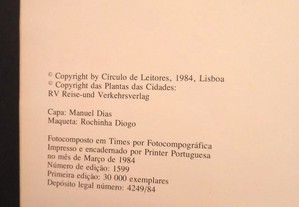 © Copyright by Círculo de Leitores, 1984, Lisboa
© Copyright das Plantas das Cidades:
RV Reise-und Verkehrsverlag
Capa: Manuel Dias
Maqueta: Rochinha Diogo
Fotocomposto em Times por Fotocompográfica
Impresso e encadernado por Printer Portuguesa
no mês de Março de 1984
Número de edição: 1599
Primeira edição: 30 000 exemplares
Depósito legal número: 4249/84